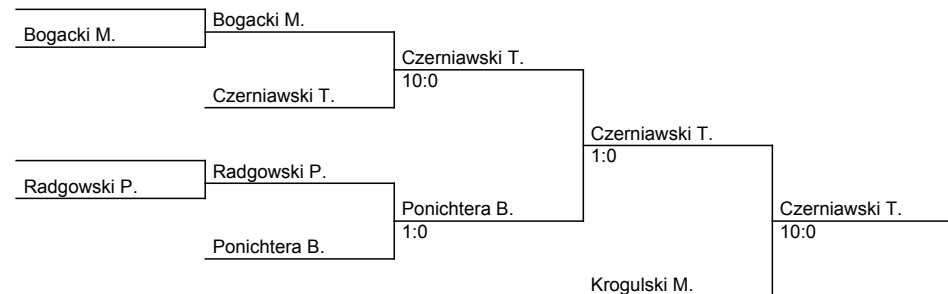 Bogacki M.
Bogacki M.
Czerniawski T.
10:0
Czerniawski T.
Czerniawski T.
1:0
Radgowski P.
Radgowski P.
Ponichtera B.
1:0
Czerniawski T.
10:0
Ponichtera B.
Krogulski M.